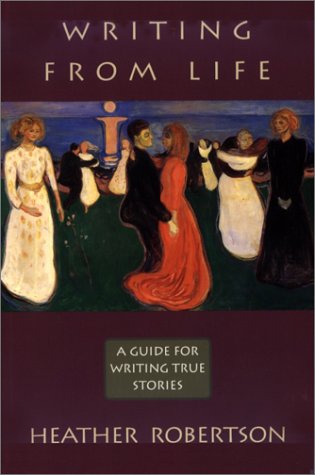 WRITING
FROM LIFE
A GUIDE FOR
WRITING TRUE
STORIES
HEATHER ROBERTSON